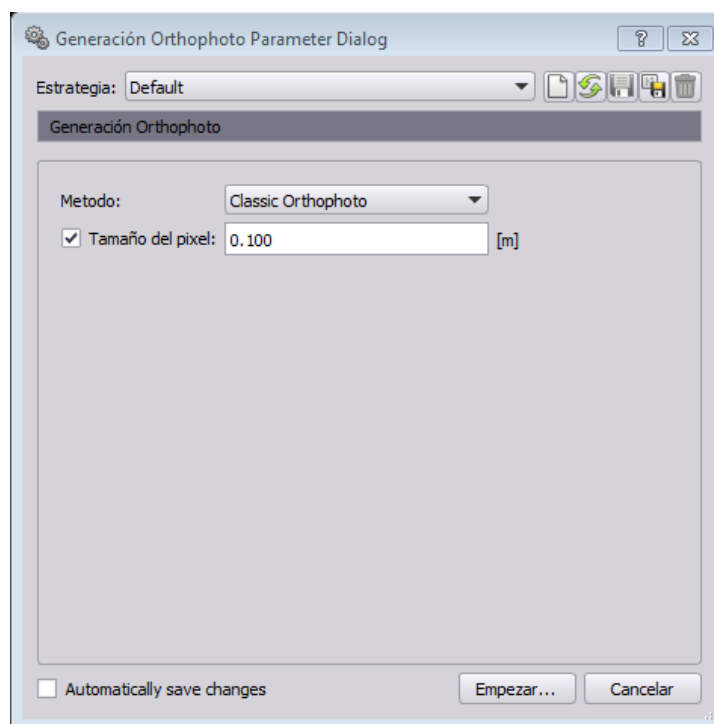 Generación Orthophoto Parameter Dialog
Estrategia: Default
Generación Orthophoto
Metodo: Classic Orthophoto
Tamaño del pixel: 0.100 [m]
Automatically save changes Empezar... Cancelar